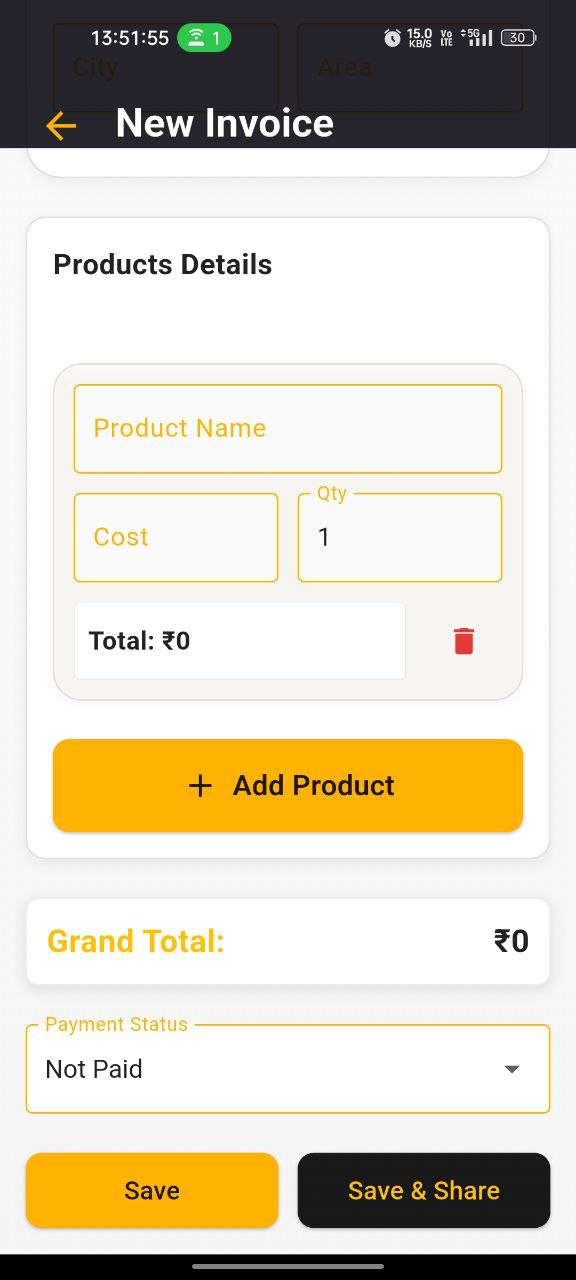 13:51:55 1 15.0 KB/S Vo LTE 5G 30
City Area
New Invoice
Products Details
Product Name
Cost
Qty
1
Total: ₹0
+ Add Product
Grand Total: ₹0
Payment Status
Not Paid
Save Save & Share